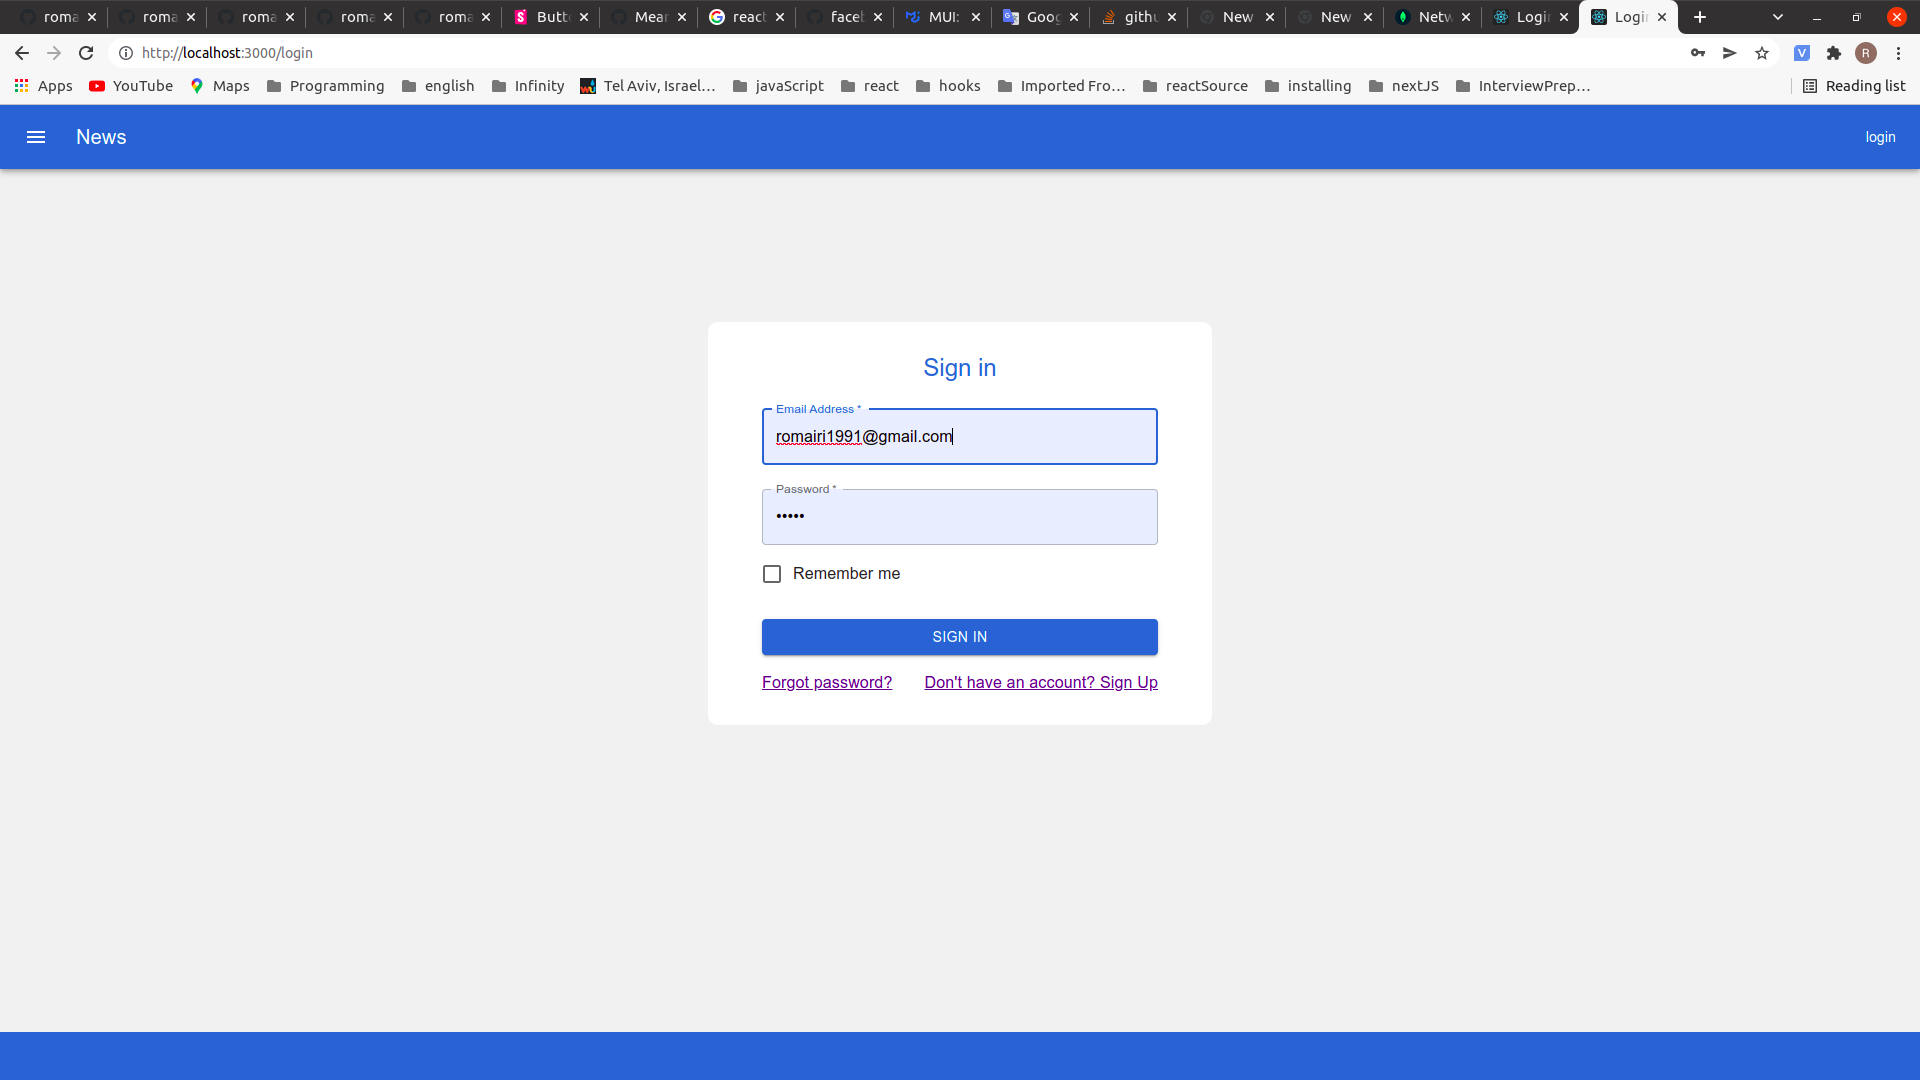 roma roma roma roma roma Butto Mear react faceb MUI: Goog githu New New Netw Login Login
http://localhost:3000/login
Apps YouTube Maps Programming english Infinity Tel Aviv, Israel... javaScript react hooks Imported Fro... reactSource installing nextJS InterviewPrep... Reading list
News login
Sign in
Email Address *
romairi1991@gmail.com
Password *
•••••
Remember me
SIGN IN
Forgot password? Don't have an account? Sign Up